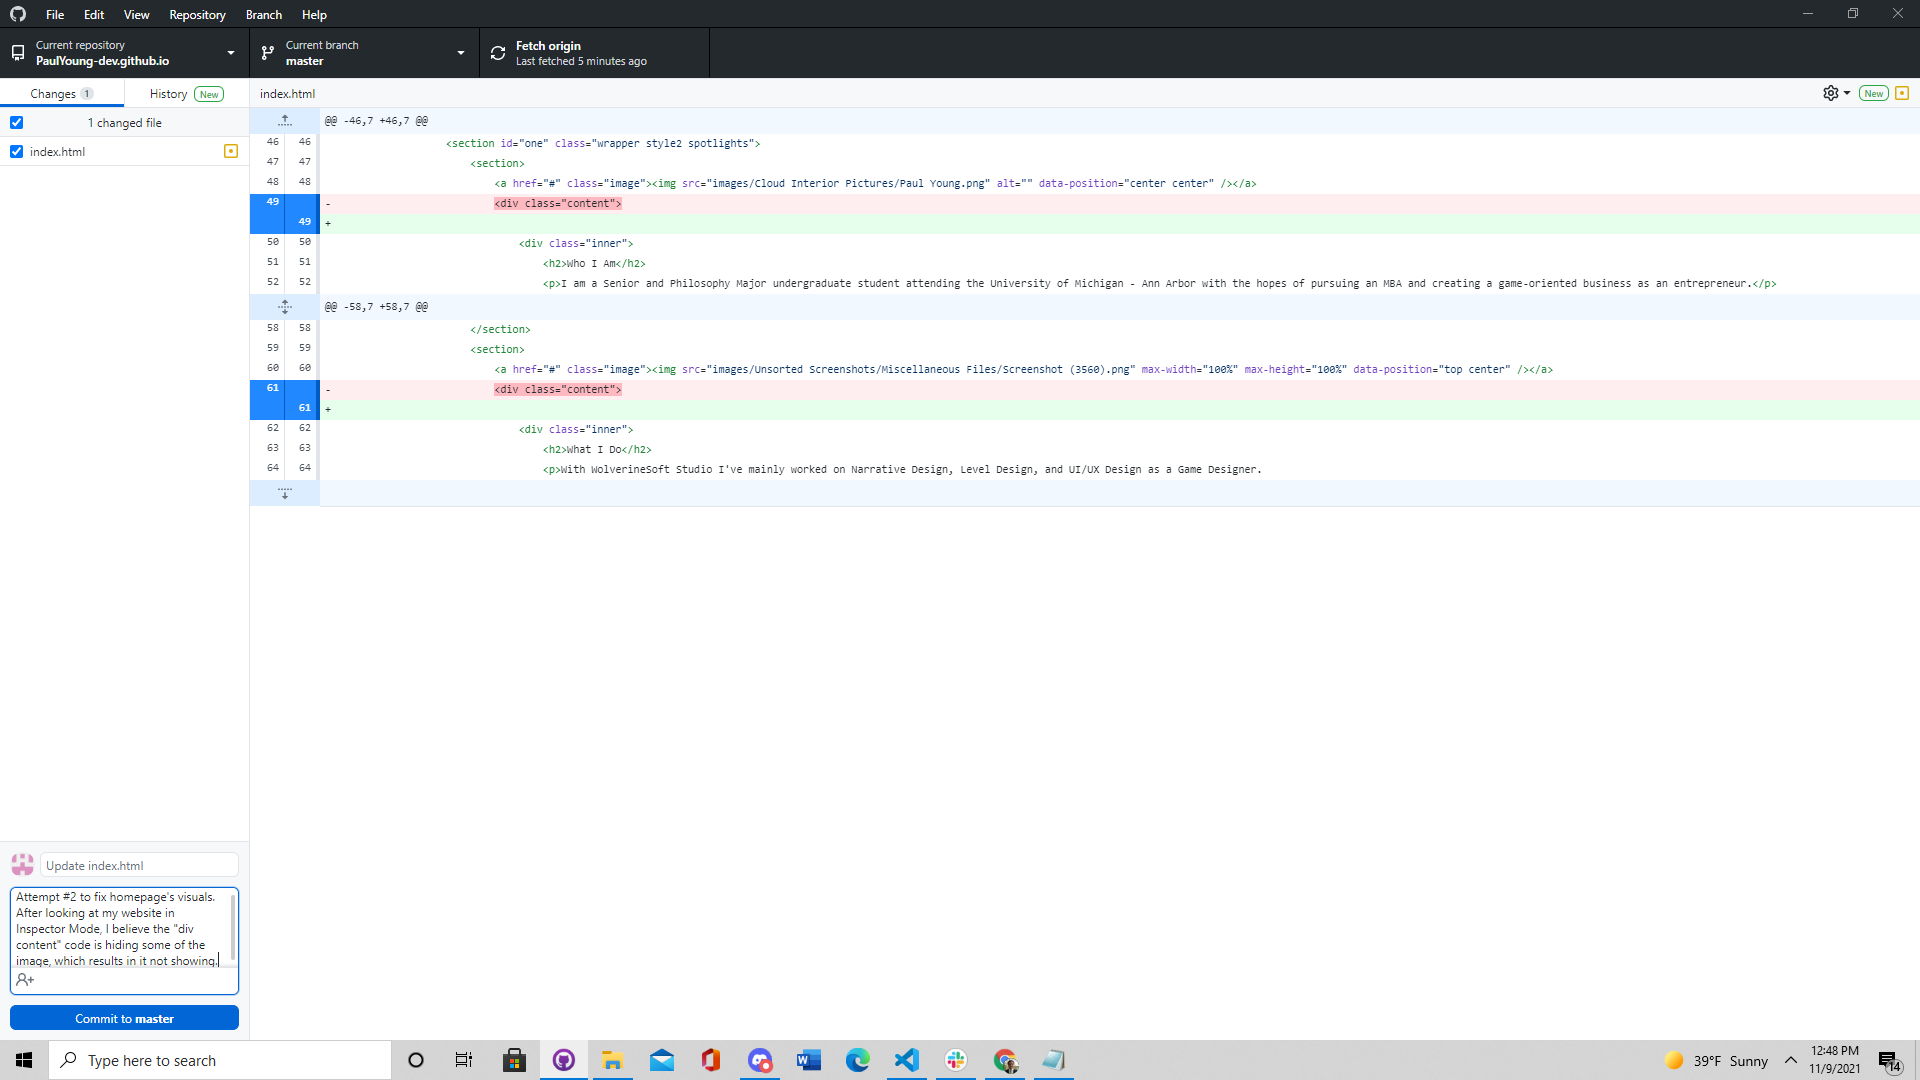 File Edit View Repository Branch Help
Current repository
PaulYoung-dev.github.io
Current branch
master
Fetch origin
Last fetched 5 minutes ago
Changes 1
History New
index.html
New
1 changed file
index.html
@@ -46,7 +46,7 @@
46 46 <section id="one" class="wrapper style2 spotlights">
47 47 <section>
48 48 <a href="#" class="image"><img src="images/Cloud Interior Pictures/Paul Young.png" alt="" data-position="center center" /></a>
49 - <div class="content">
49 +
50 50 <div class="inner">
51 51 <h2>Who I Am</h2>
52 52 <p>I am a Senior and Philosophy Major undergraduate student attending the University of Michigan - Ann Arbor with the hopes of pursuing an MBA and creating a game-oriented business as an entrepreneur.</p>
@@ -58,7 +58,7 @@
58 58 </section>
59 59 <section>
60 60 <a href="#" class="image"><img src="images/Unsorted Screenshots/Miscellaneous Files/Screenshot (3560).png" max-width="100%" max-height="100%" data-position="top center" /></a>
61 - <div class="content">
61 +
62 62 <div class="inner">
63 63 <h2>What I Do</h2>
64 64 <p>With WolverineSoft Studio I've mainly worked on Narrative Design, Level Design, and UI/UX Design as a Game Designer.
Update index.html
Attempt #2 to fix homepage's visuals.
After looking at my website in
Inspector Mode, I believe the "div
content" code is hiding some of the
image, which results in it not showing.
Commit to master
Type here to search
39°F Sunny
12:48 PM
11/9/2021
14